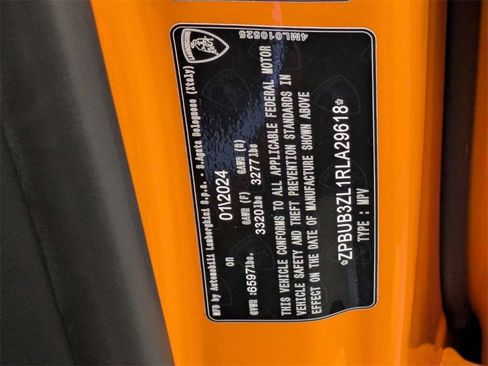 4ML010525
MFD by Automobili Lamborghini S.p.a. - S.Agata Bolognese (Italy)
on 01\2024
GAWR (F) GAWR (R)
GVWR :6597lbs. 3320lbs 3277lbs
THIS VEHICLE CONFORMS TO ALL APPLICABLE FEDERAL MOTOR
VEHICLE SAFETY AND THEFT PREVENTION STANDARDS IN
EFFECT ON THE DATE OF MANUFACTURE SHOWN ABOVE
*ZPBUB3ZL1RLA29618*
TYPE : MPV